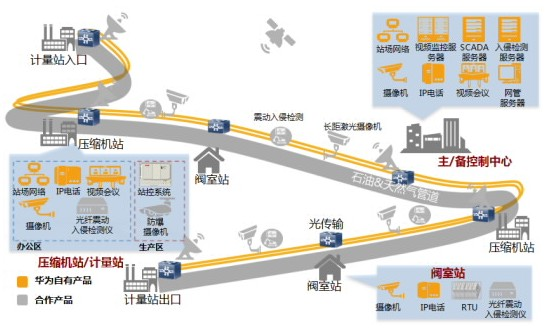 站场网络
视频监控服
务器
SCADA
服务器
入侵检测
服务器
摄像机
IP电话
视频会议
网管
服务器
主/备控制中心
计量站入口
震动入侵检测
长距激光摄像机
压缩机站
阀室站
石油&天然气管道
站场网络
IP电话
视频会议
站控系统
摄像机
光纤震动
入侵检测仪
防爆
摄像机
办公区
生产区
压缩机站/计量站
光传输
压缩机站
华为自有产品
合作产品
计量站出口
阀室站
阀室站
摄像机
IP电话
RTU
光纤震动
入侵检测仪